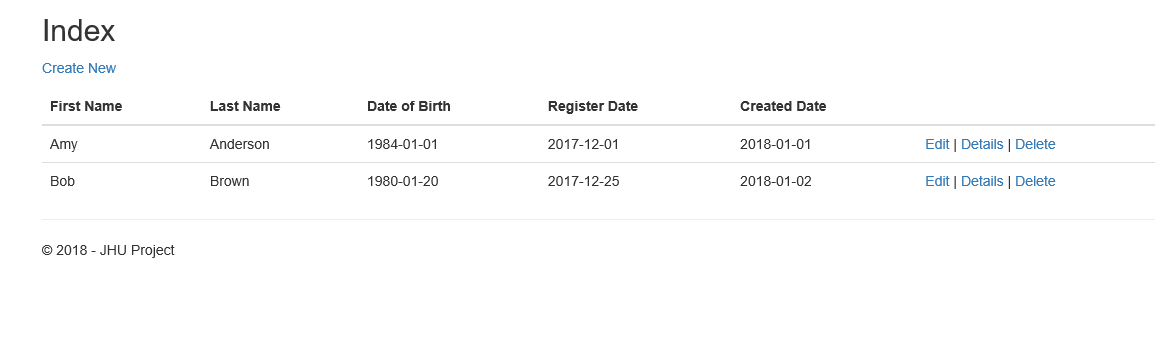 Index
Create New
First Name Last Name Date of Birth Register Date Created Date
Amy Anderson 1984-01-01 2017-12-01 2018-01-01 Edit | Details | Delete
Bob Brown 1980-01-20 2017-12-25 2018-01-02 Edit | Details | Delete
© 2018 - JHU Project